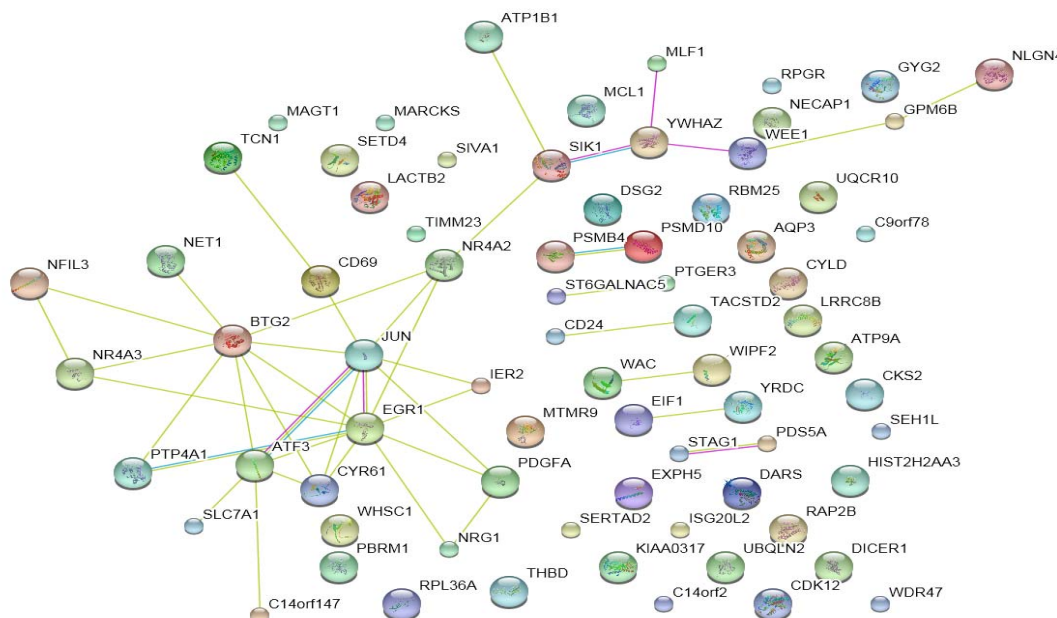 ATP1B1
MLF1
NLGN4
RPGR
GYG2
MCL1
NECAP1
GPM6B
MAGT1
MARCKS
YWHAZ
TCN1
SETD4
SIVA1
SIK1
WEE1
LACTB2
DSG2
RBM25
UQCR10
TIMM23
C9orf78
NET1
NR4A2
PSMB4
PSMD10
AQP3
NFIL3
CD69
ST6GALNAC5
PTGER3
CYLD
BTG2
TACSTD2
LRRC8B
JUN
CD24
ATP9A
NR4A3
IER2
WAC
WIPF2
CKS2
EGR1
EIF1
YRDC
MTMR9
SEH1L
PTP4A1
ATF3
STAG1
PDS5A
CYR61
PDGFA
EXPH5
DARS
HIST2H2AA3
SLC7A1
WHSC1
NRG1
SERTAD2
ISG20L2
RAP2B
PBRM1
KIAA0317
UBQLN2
DICER1
RPL36A
THBD
C14orf147
C14orf2
CDK12
WDR47